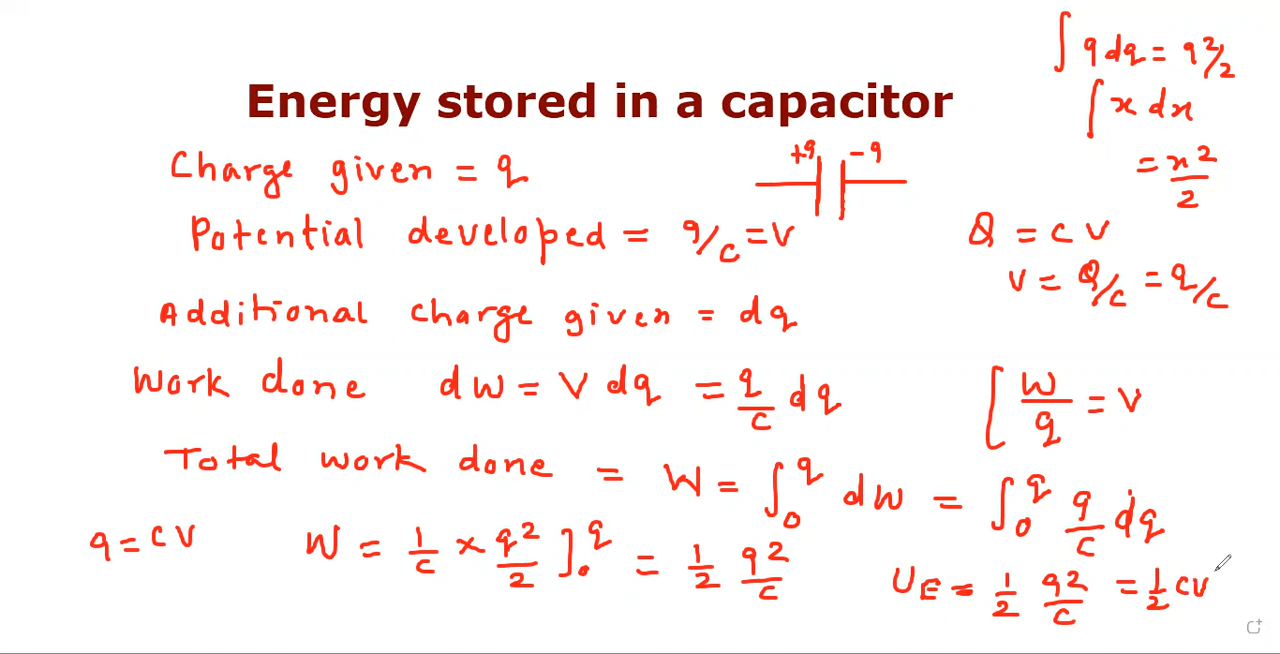 Energy stored in a capacitor
∫ q dq = q²/2
∫ x dx
= x²/2
Charge given = q
+q -q
Potential developed = q/c = V
Q = C V
V = Q/C = q/C
Additional charge given = dq
Work done dW = V dq = q/c dq
[ W/q = V
Total work done = W = ∫₀^q dW = ∫₀^q q/c dq
q = CV W = 1/c × q²/2 ]₀^q = 1/2 q²/c
U_E = 1/2 q²/c = 1/2 CV